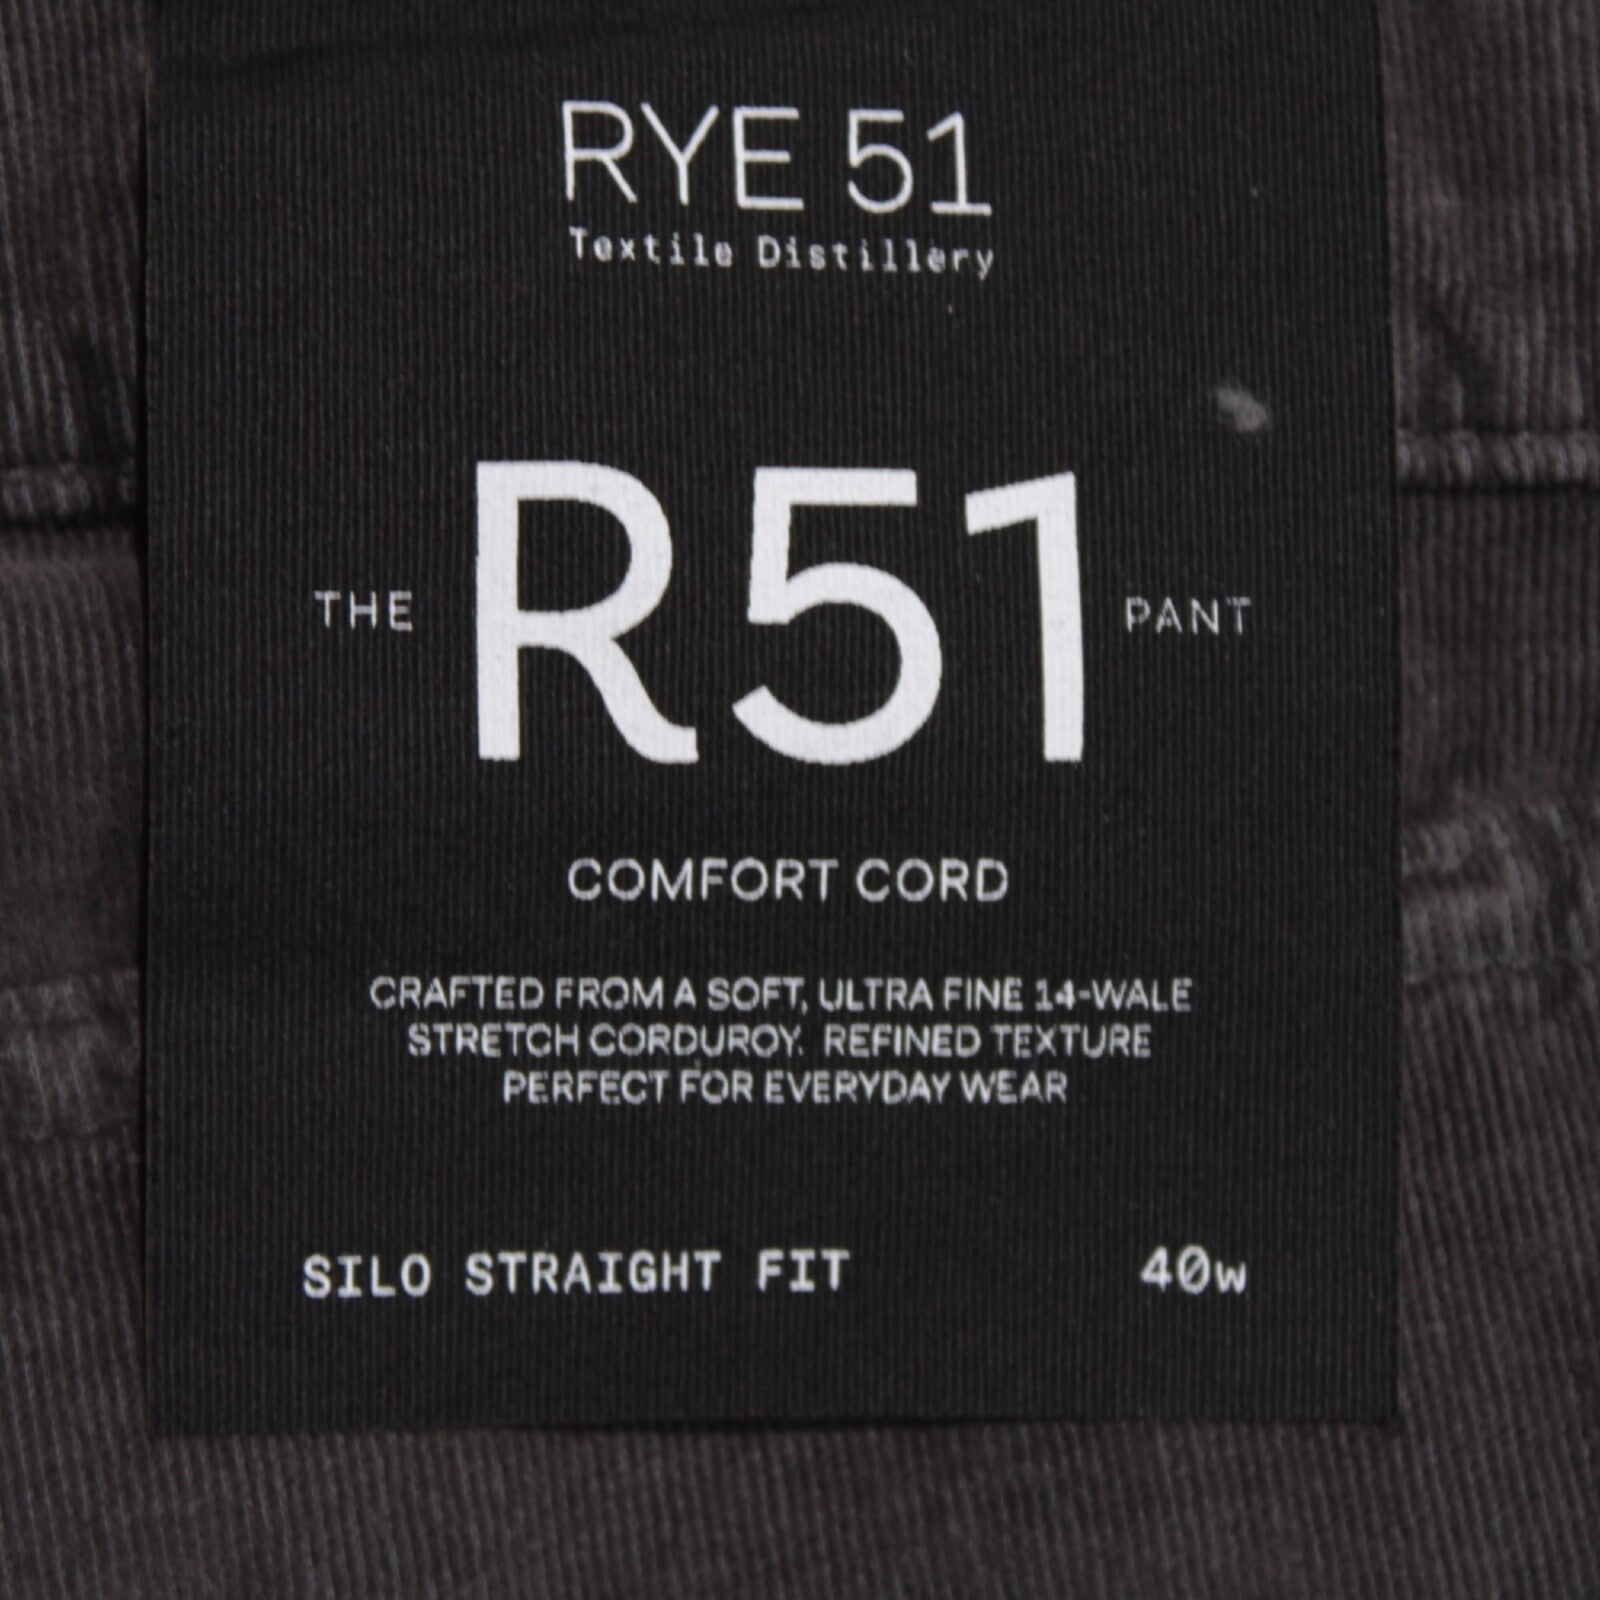 RYE 51
Textile Distillery
THE R51 PANT
COMFORT CORD
CRAFTED FROM A SOFT, ULTRA FINE 14-WALE
STRETCH CORDUROY. REFINED TEXTURE
PERFECT FOR EVERYDAY WEAR
SILO STRAIGHT FIT 40w